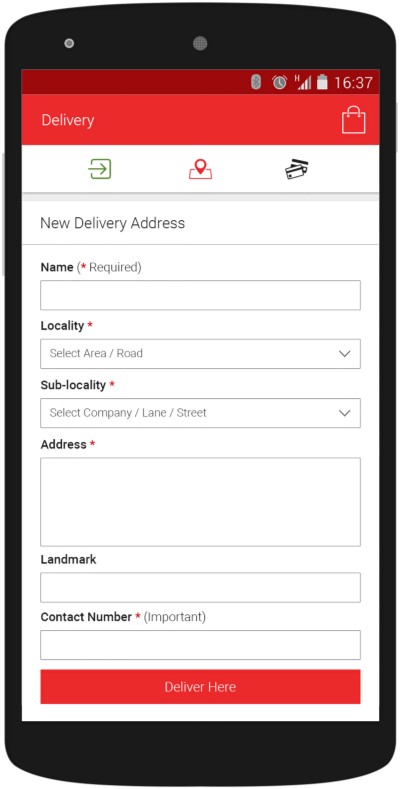 H 16:37
Delivery
New Delivery Address
Name (* Required)
Locality *
Select Area / Road
Sub-locality *
Select Company / Lane / Street
Address *
Landmark
Contact Number * (Important)
Deliver Here